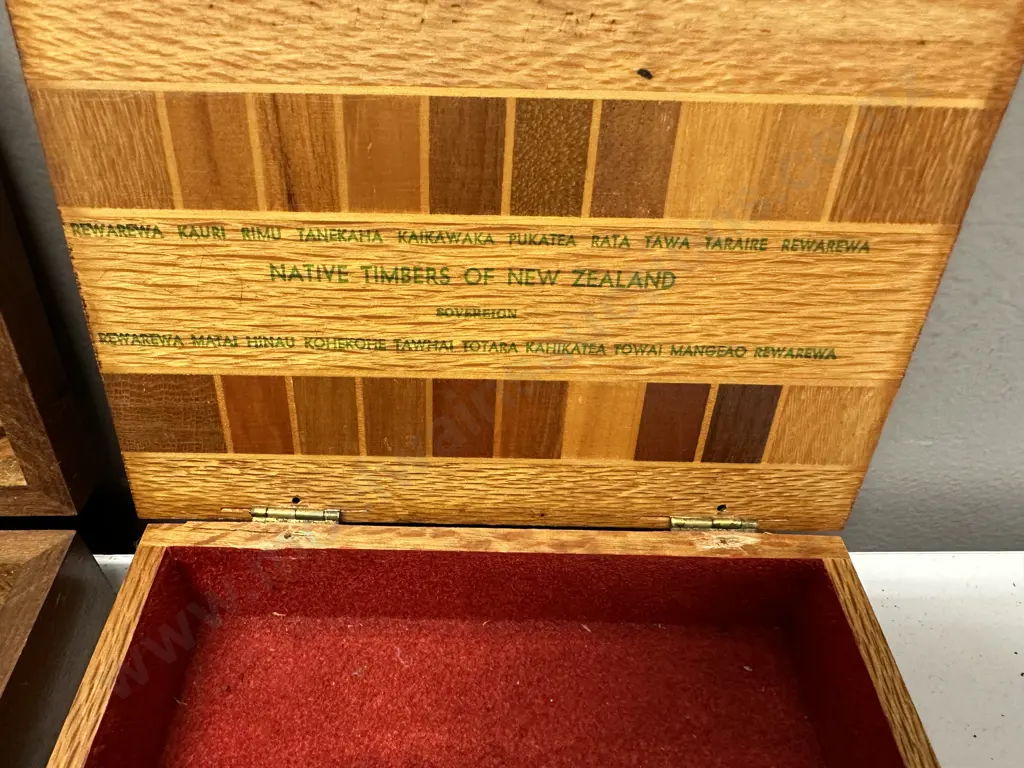 REWAREWA KAURI RIMU TANEKAHA KAIKAWAKA PUKATEA RATA TAWA TARAIRE REWAREWA
NATIVE TIMBERS OF NEW ZEALAND
SOVEREIGN
REWAREWA MATAI HINAU KOHEKOHE TAWHAI TOTARA KAHIKATEA TOWAI MANGEAO REWAREWA